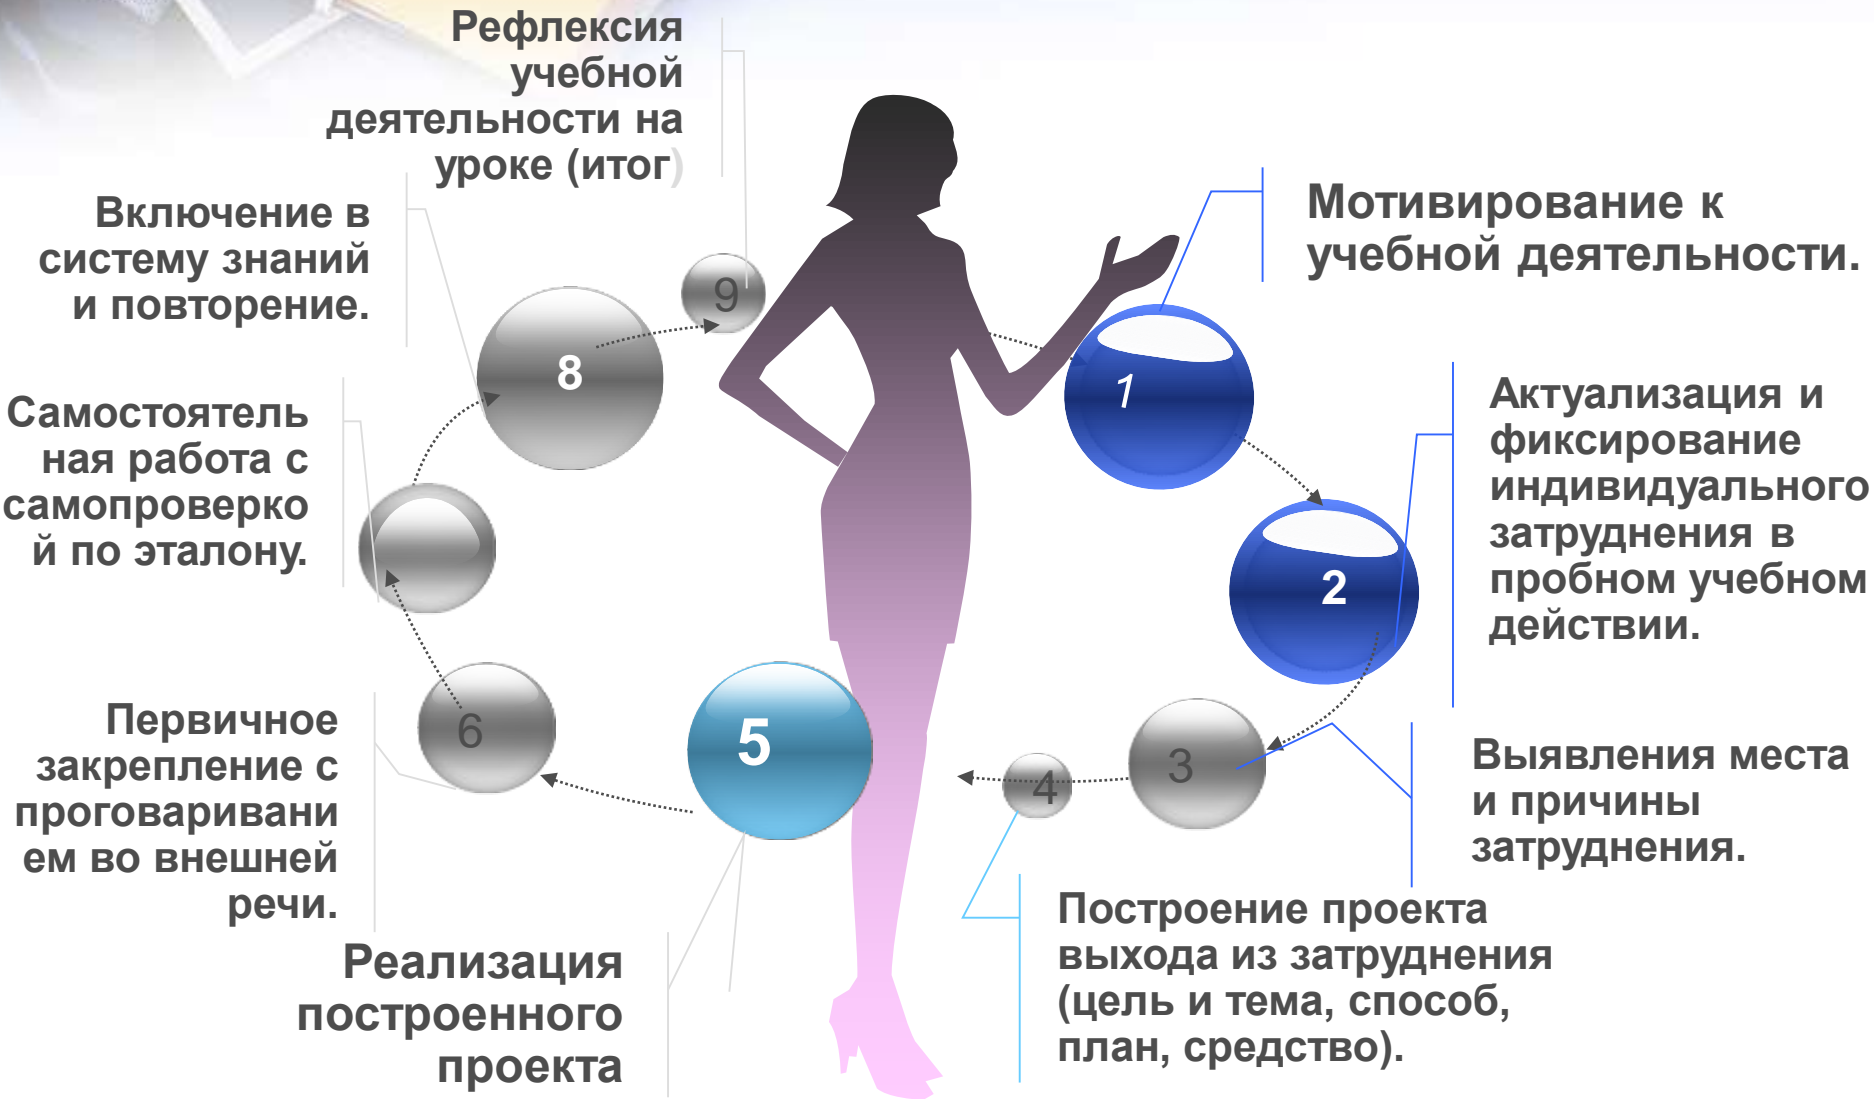 Рефлексия
учебной
деятельности на
уроке (итог)
Включение в
систему знаний
и повторение.
Самостоятель
ная работа с
самопроверко
й по эталону.
Первичное
закрепление с
проговаривани
ем во внешней
речи.
Реализация
построенного
проекта
9
8
6
5
1
2
3
4
Мотивирование к
учебной деятельности.
Актуализация и
фиксирование
индивидуального
затруднения в
пробном учебном
действии.
Выявления места
и причины
затруднения.
Построение проекта
выхода из затруднения
(цель и тема, способ,
план, средство).